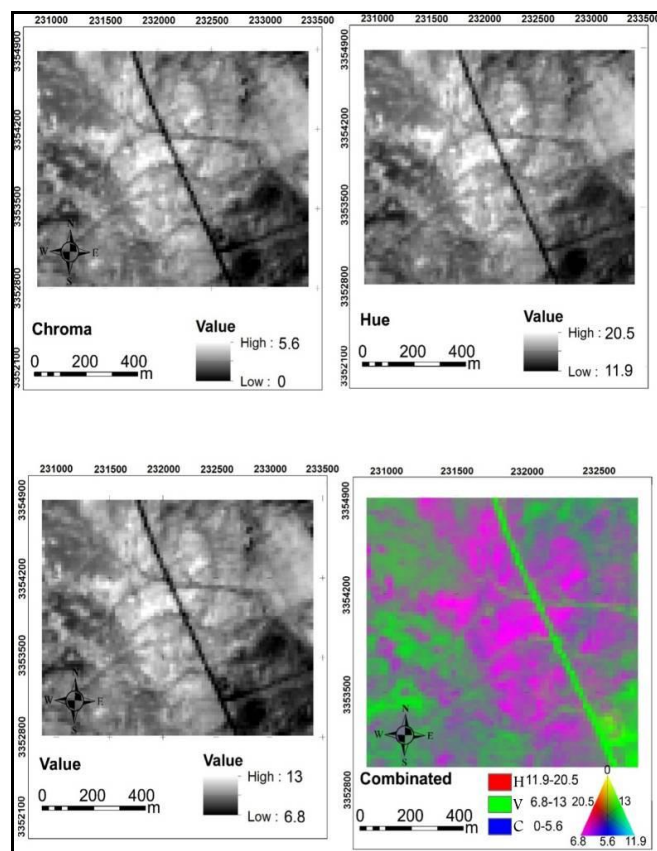 231000 231500 232000 232500 233000 233500
3354900
3354200
3353500
3352800
3352100
N
W E
S
Chroma
0 200 400
m
Value
High : 5.6
Low : 0
231000 231500 232000 232500 233000 233500
3354900
3354200
3353500
3352800
3352100
N
W E
S
Hue
0 200 400
m
Value
High : 20.5
Low : 11.9
231000 231500 232000 232500 233000 233500
3354900
3354200
3353500
3352800
3352100
N
W E
S
Value
0 200 400
m
Value
High : 13
Low : 6.8
231000 231500 232000 232500
3354900
3354200
3353500
3352800
N
W E
S
Combinated
0 200 400
m
H 11.9-20.5
V 6.8-13
C 0-5.6
0
20.5 13
6.8 5.6 11.9